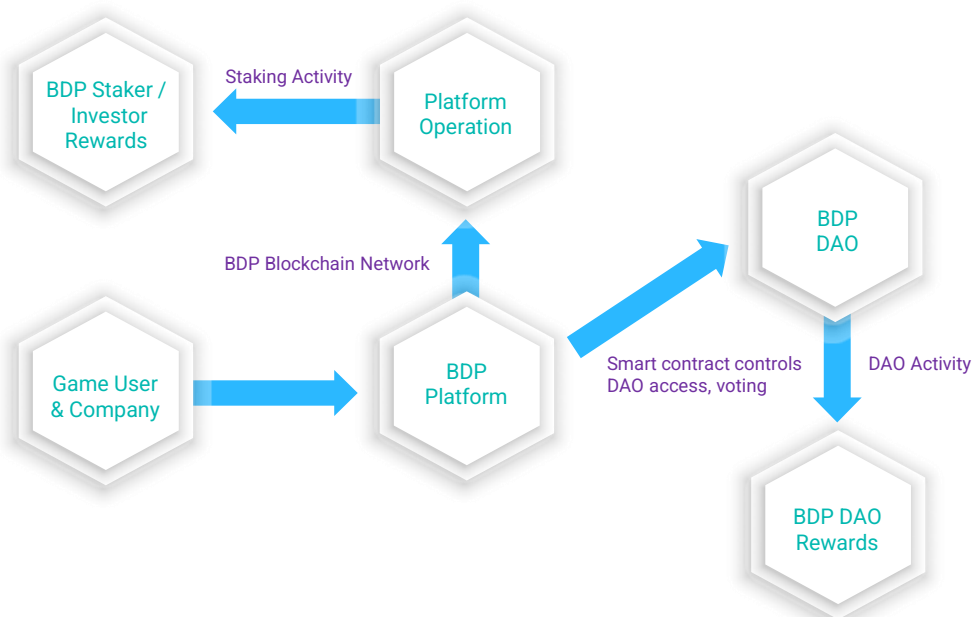 BDP Staker /
Investor
Rewards
Staking Activity
Platform
Operation
BDP
DAO
BDP Blockchain Network
Game User
& Company
BDP
Platform
Smart contract controls
DAO access, voting
DAO Activity
BDP DAO
Rewards